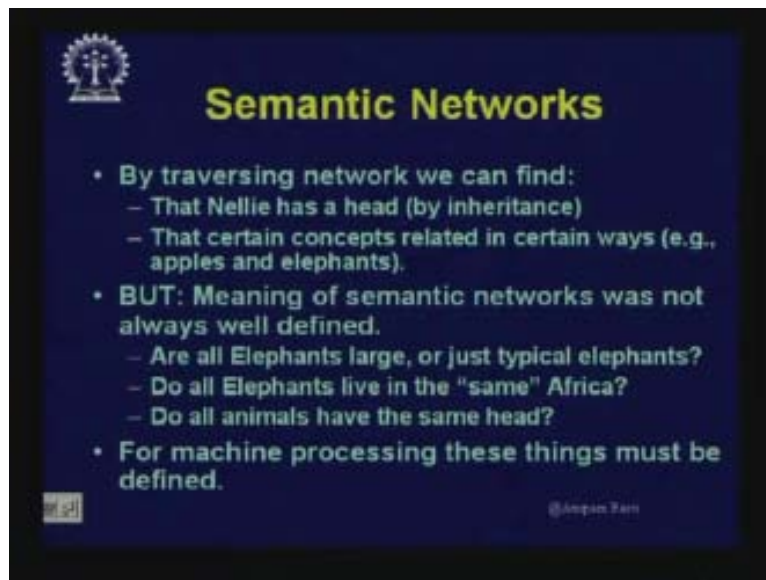 Semantic Networks
• By traversing network we can find:
– That Nellie has a head (by inheritance)
– That certain concepts related in certain ways (e.g.,
apples and elephants).
• BUT: Meaning of semantic networks was not
always well defined.
– Are all Elephants large, or just typical elephants?
– Do all Elephants live in the "same" Africa?
– Do all animals have the same head?
• For machine processing these things must be
defined.